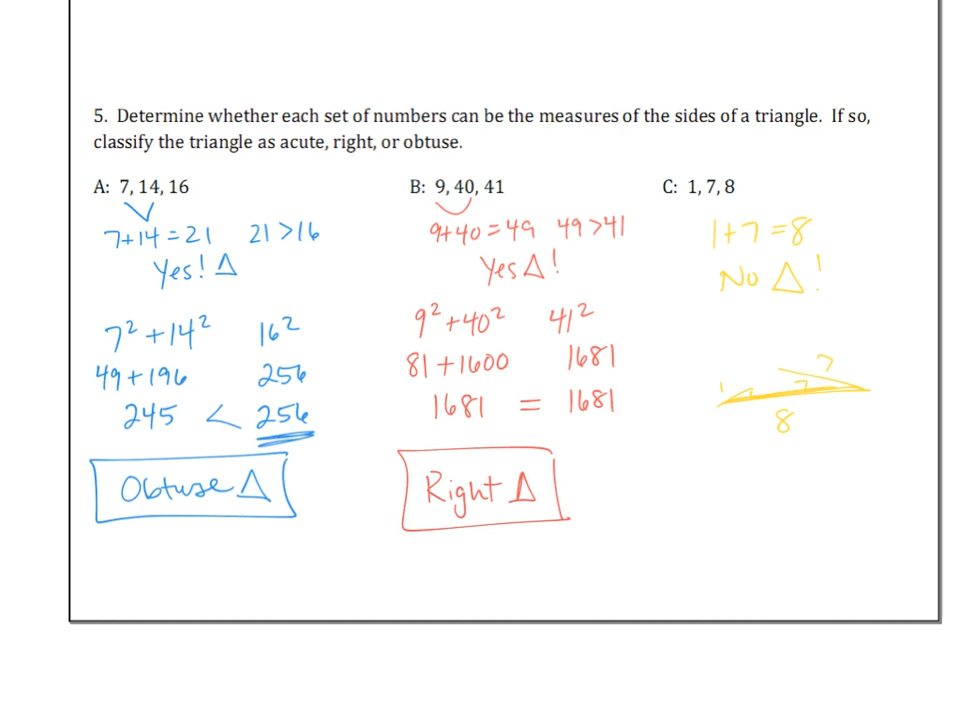 5. Determine whether each set of numbers can be the measures of the sides of a triangle. If so,
classify the triangle as acute, right, or obtuse.
A: 7, 14, 16
7+14=21 21>16
Yes! Δ
7² + 14² 16²
49+196 256
245 < 256
Obtuse Δ
B: 9, 40, 41
9+40=49 49>41
Yes Δ!
9²+40² 41²
81+1600 1681
1681 = 1681
Right Δ
C: 1, 7, 8
1+7=8
No Δ!
7
1 7
8